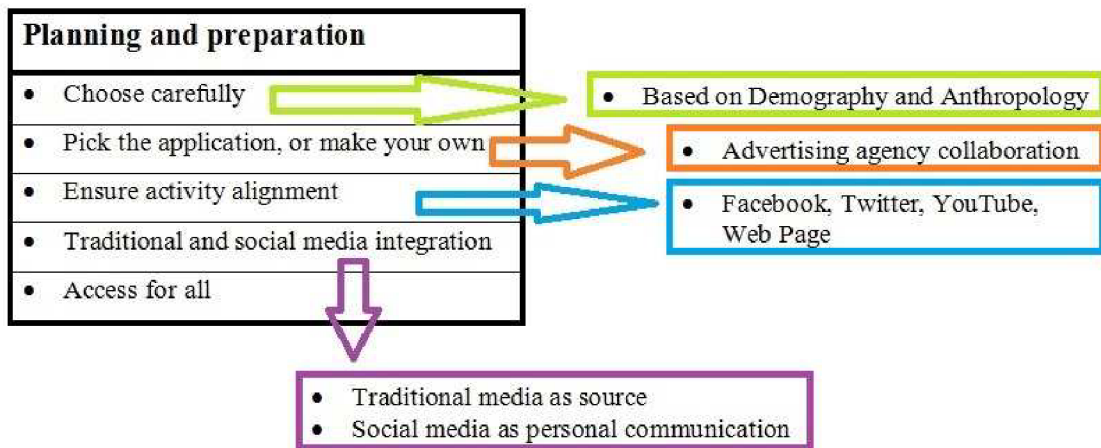 Planning and preparation
• Choose carefully
• Based on Demography and Anthropology
• Pick the application, or make your own
• Advertising agency collaboration
• Ensure activity alignment
• Facebook, Twitter, YouTube,
Web Page
• Traditional and social media integration
• Access for all
• Traditional media as source
• Social media as personal communication